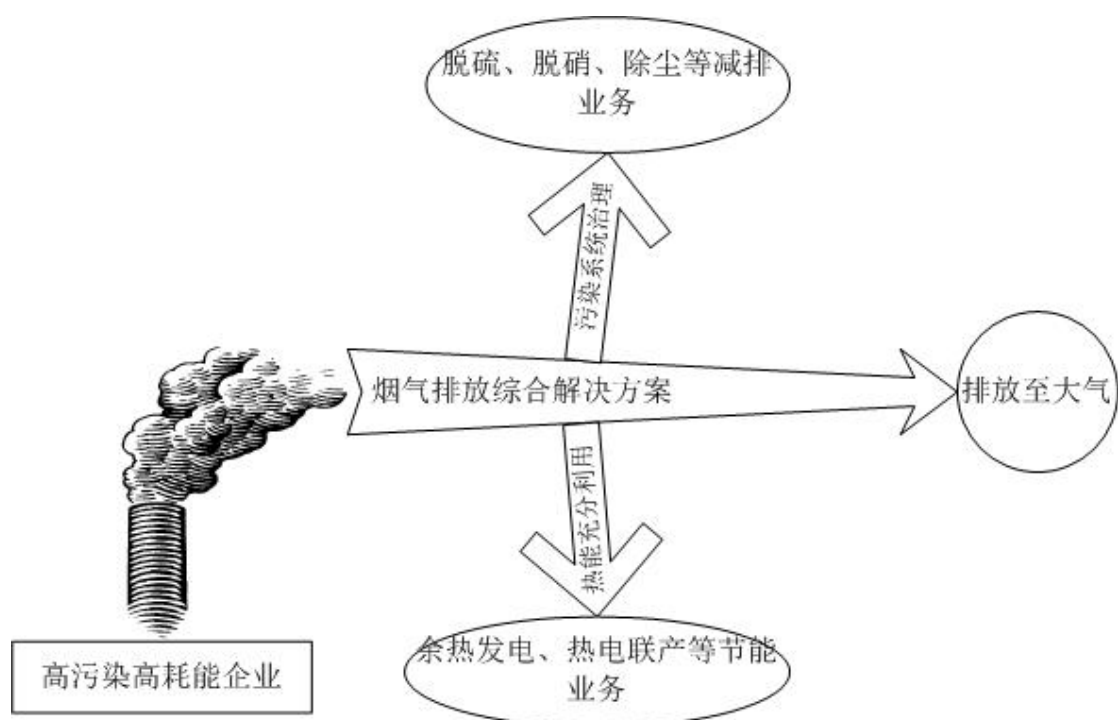 脱硫、脱硝、除尘等减排
业务
污染系统治理
烟气排放综合解决方案
排放至大气
热能充分利用
余热发电、热电联产等节能
业务
高污染高耗能企业